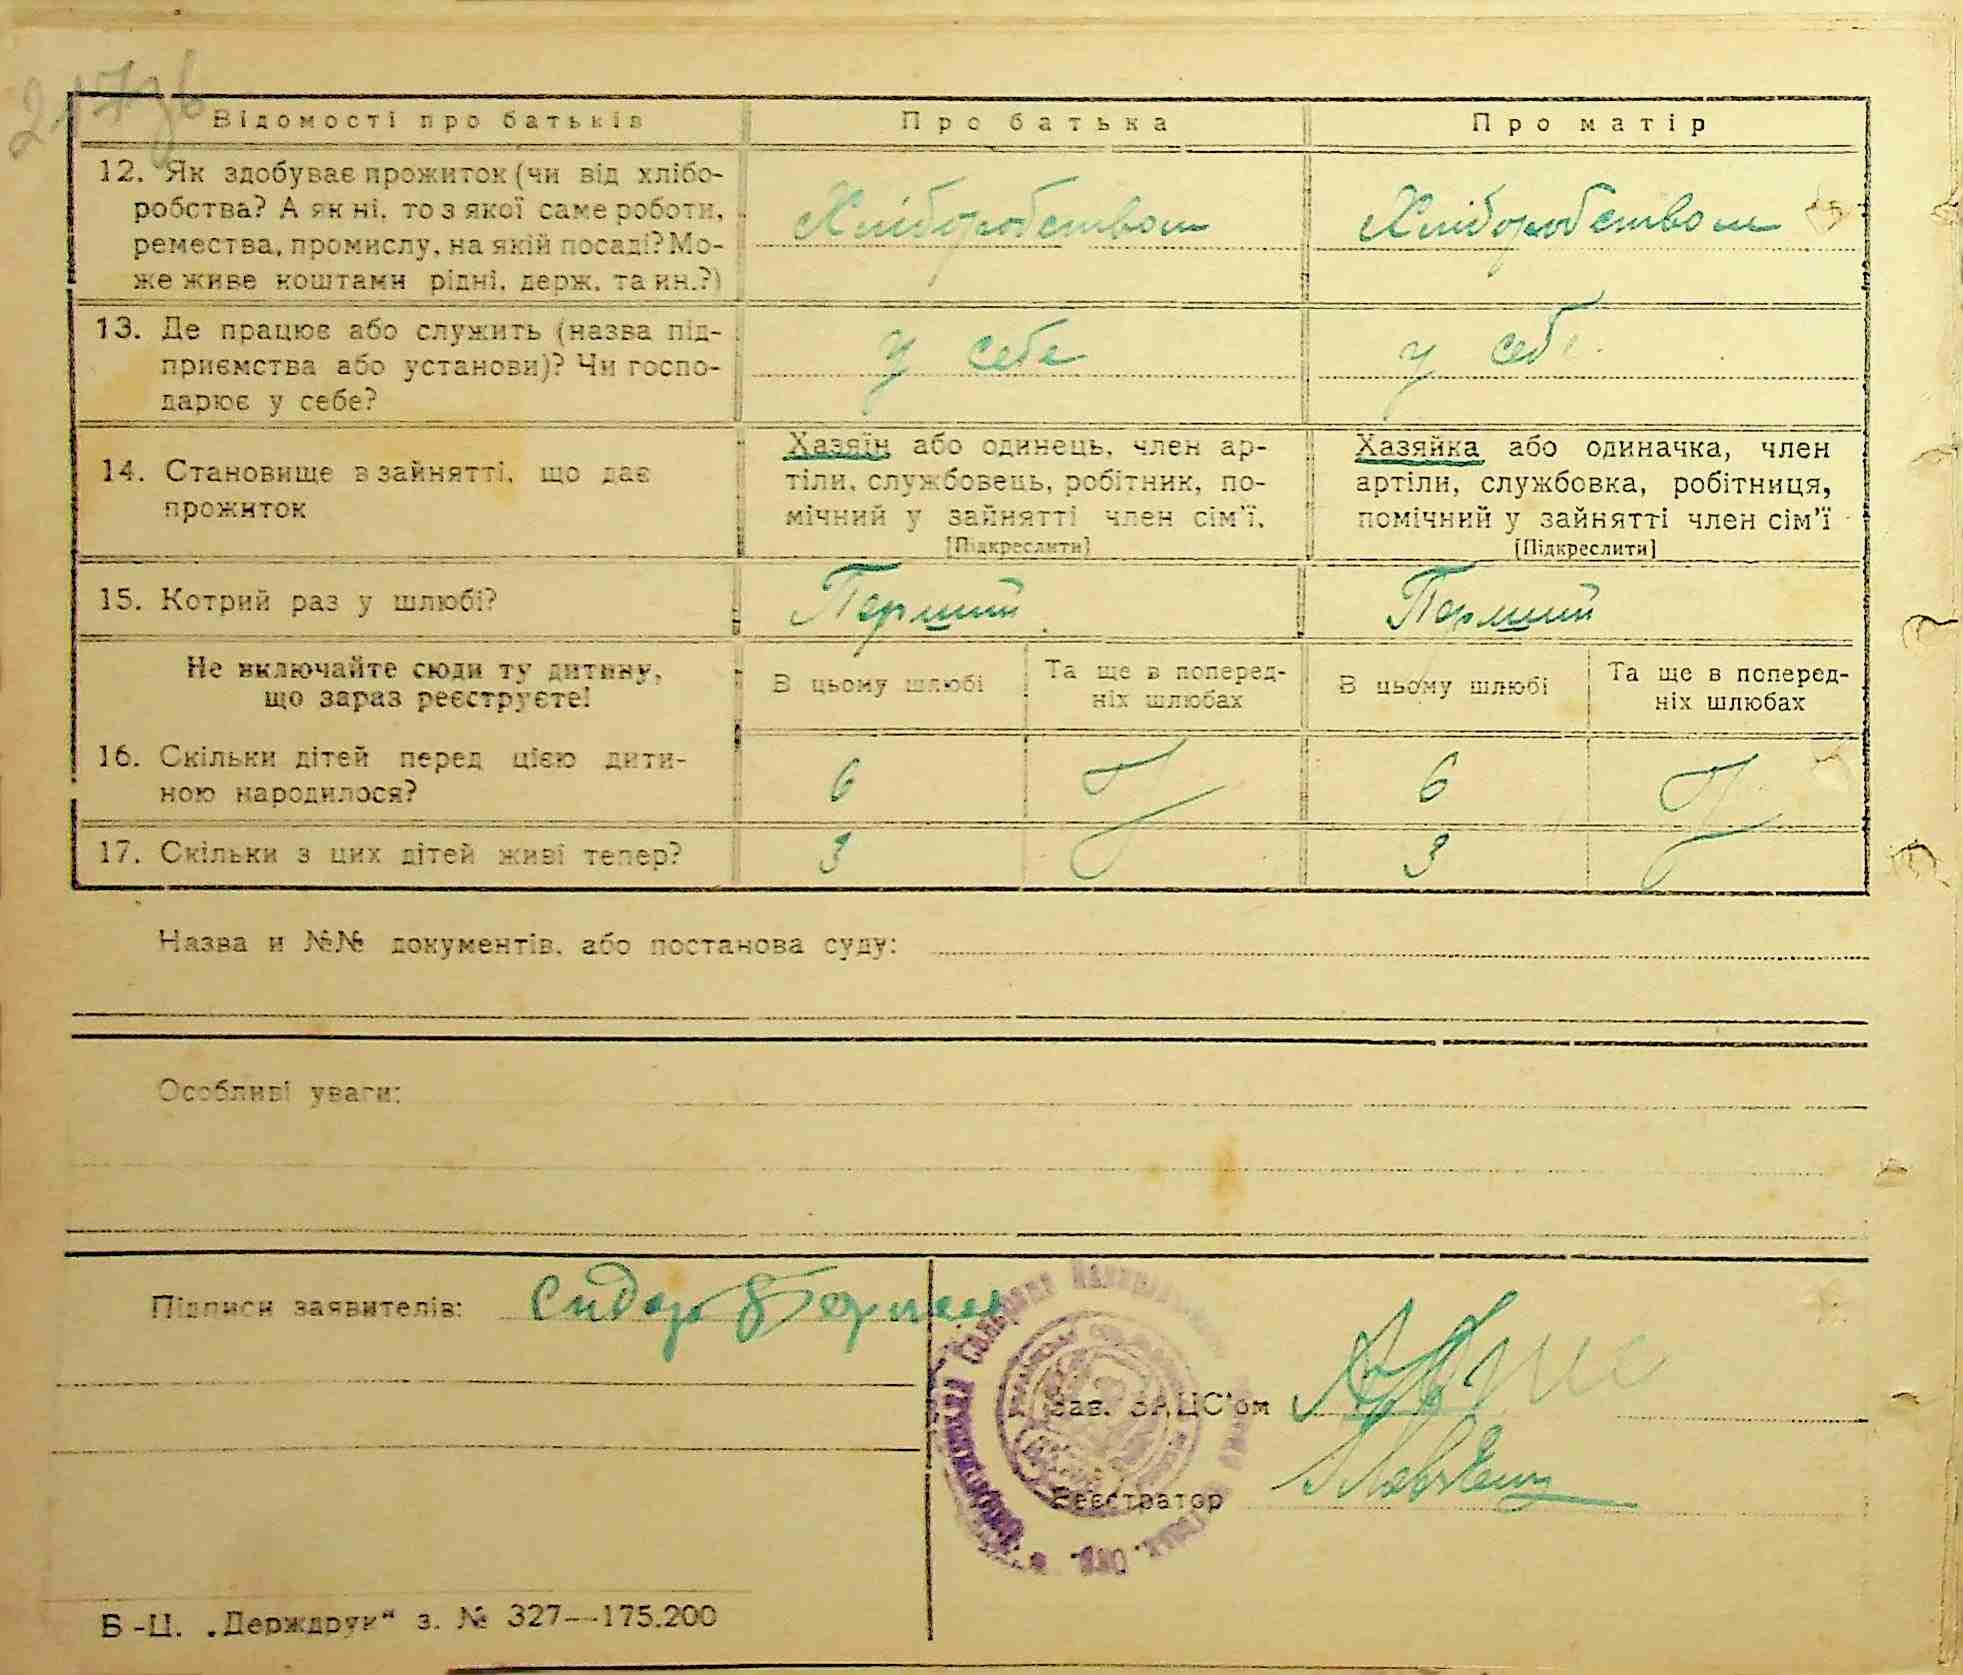 217зв
Відомості про батьків Про батька Про матір
12. Як здобуває прожиток (чи від хлібо-
робства? А як ні, то з якої саме роботи,
ремества, промислу, на якій посаді? Мо-
же живе коштами рідні, держ. та ин.?)
Хліборобством Хліборобством
13. Де працює або служить (назва під-
приємства або установи)? Чи госпо-
дарює у себе?
у себе у себе
14. Становище в зайнятті, що дає
прожиток
Хазяїн або одинець, член ар-
тіли, службовець, робітник, по-
мічний у зайнятті член сім'ї.
[Підкреслити]
Хазяйка або одиначка, член
артіли, службовка, робітниця,
помічний у зайнятті член сім'ї
[Підкреслити]
15. Котрий раз у шлюбі? Перший Перший
Не включайте сюди ту дитину,
що зараз реєструєте!
В цьому шлюбі
Та ще в поперед-
ніх шлюбах
В цьому шлюбі
Та ще в поперед-
ніх шлюбах
16. Скільки дітей перед цією дити-
ною народилося?
6 6
17. Скільки з цих дітей живі тепер? 3 3
Назва и №№ документів, або постанова суду:
Особливі уваги:
Підписи заявителів: Сидор
Зав. ЗАЦС'ом
Реєстратор
Б-Ц. „Держдрук“ з. № 327—175.200